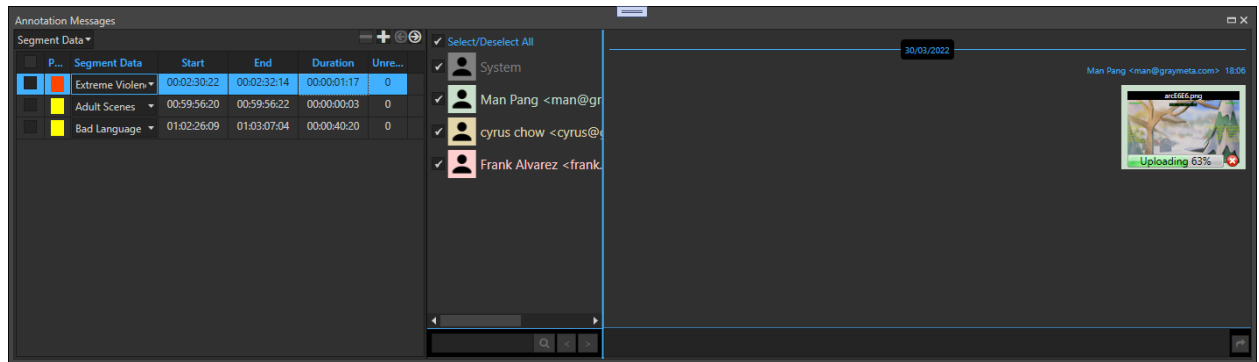 Annotation Messages
Segment Data
P... Segment Data Start End Duration Unre...
Extreme Violen 00:02:30:22 00:02:32:14 00:00:01:17 0
Adult Scenes 00:59:56:20 00:59:56:22 00:00:00:03 0
Bad Language 01:02:26:09 01:03:07:04 00:00:40:20 0
Select/Deselect All
System
Man Pang <man@gr
cyrus chow <cyrus@g
Frank Alvarez <frank.
30/03/2022
Man Pang <man@graymeta.com> 18:06
arcE6E6.png
Uploading 63%